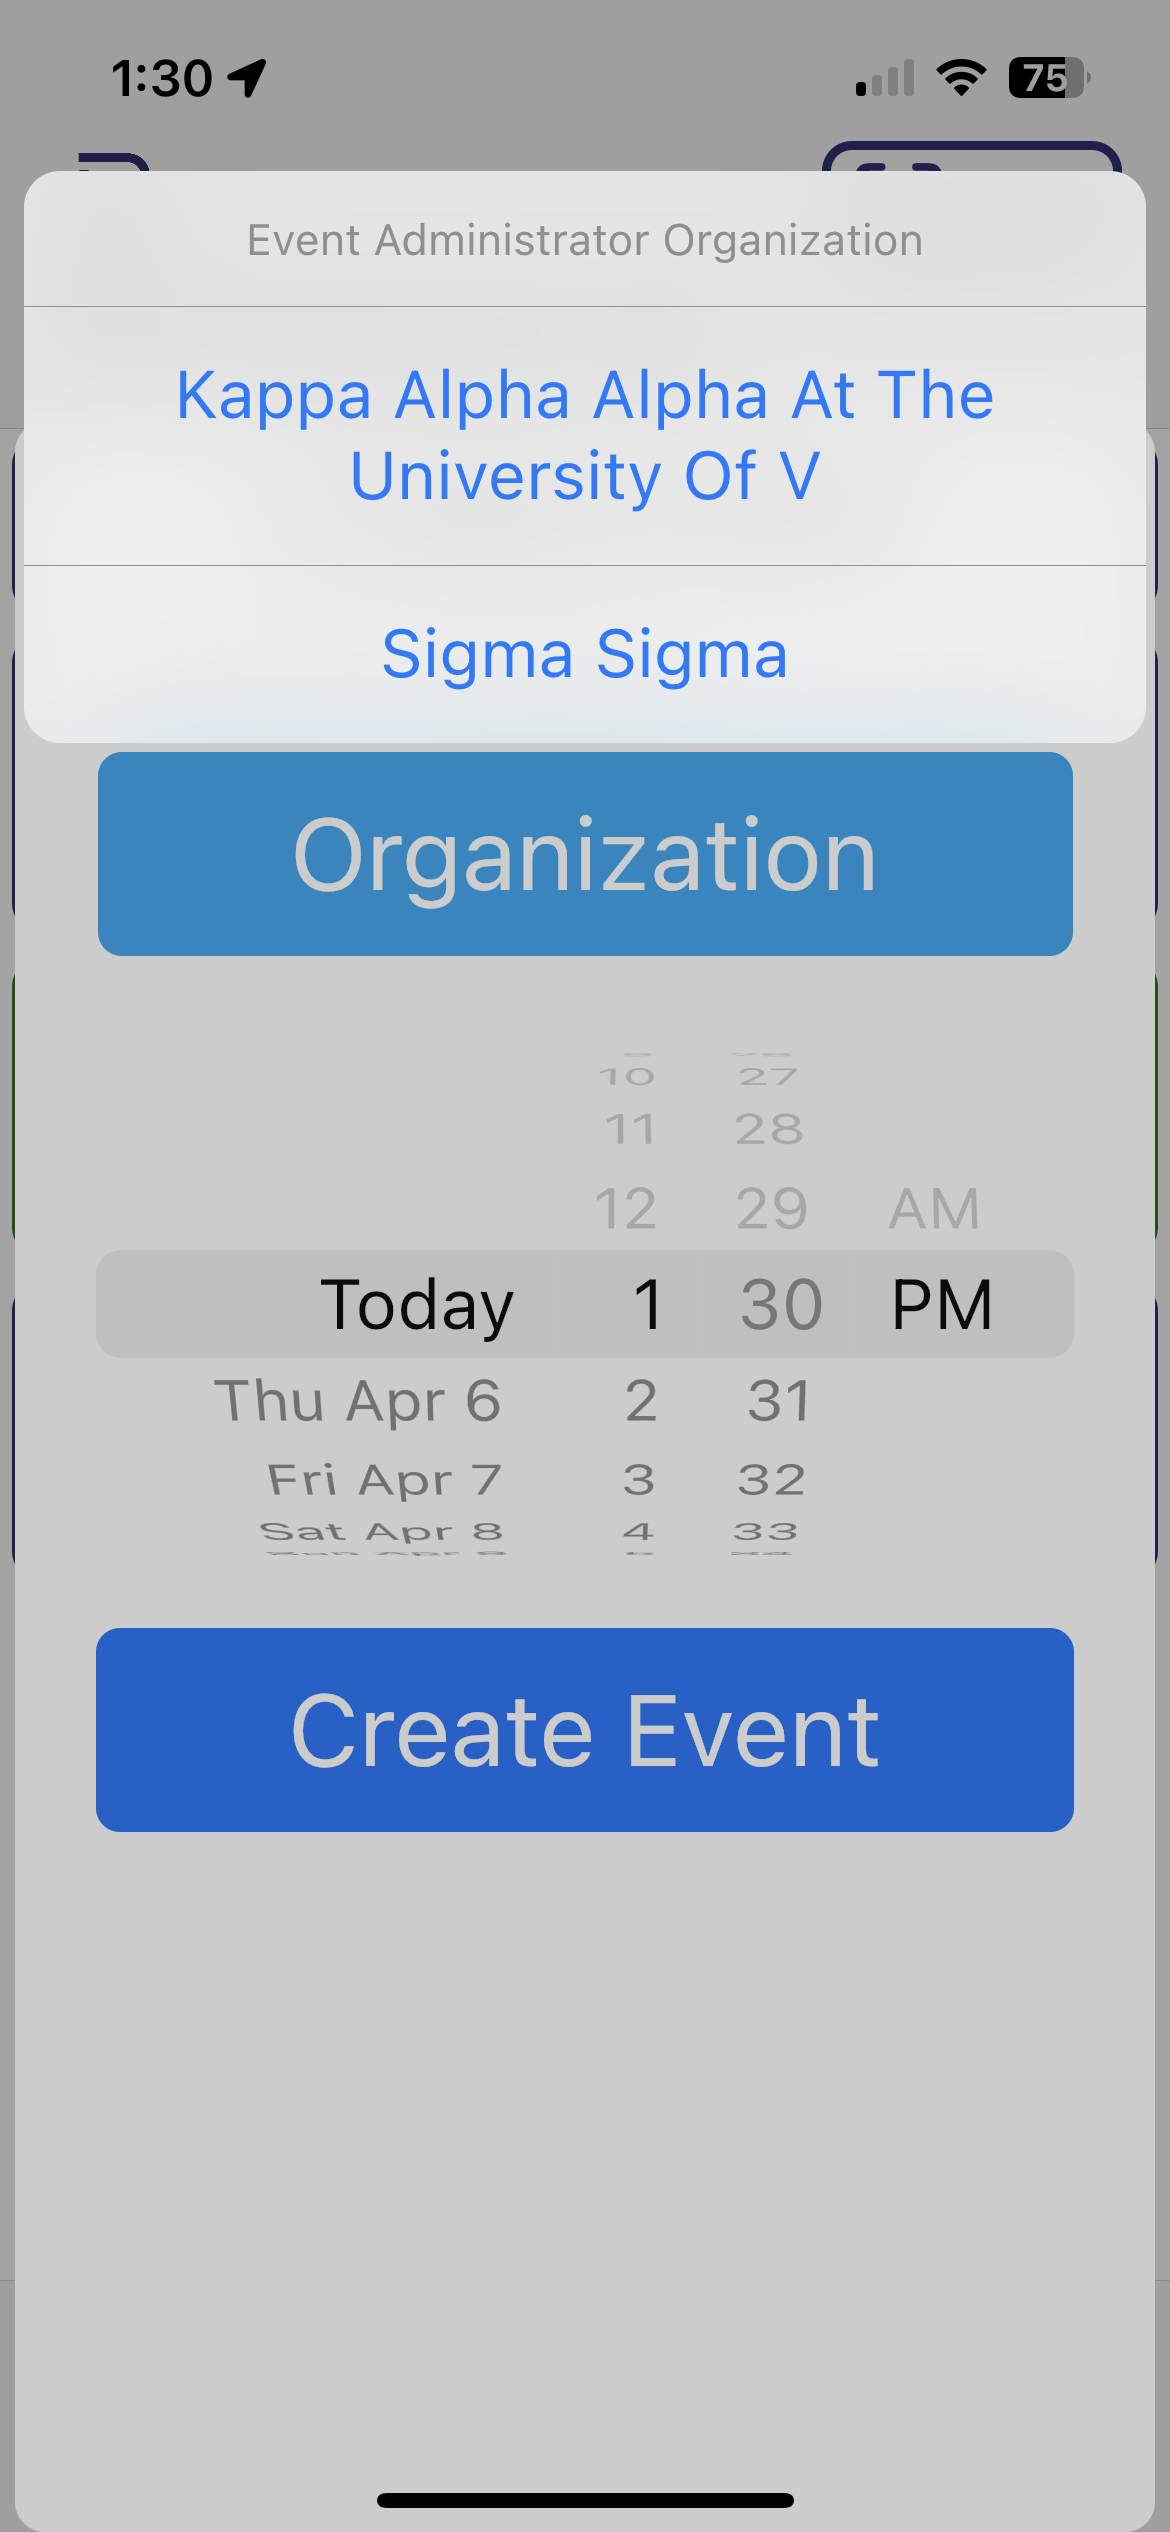 1:30
75
Event Administrator Organization
Kappa Alpha Alpha At The
University Of V
Sigma Sigma
Organization
10 27
11 28
12 29 AM
Today 1 30 PM
Thu Apr 6 2 31
Fri Apr 7 3 32
Sat Apr 8 4 33
Create Event